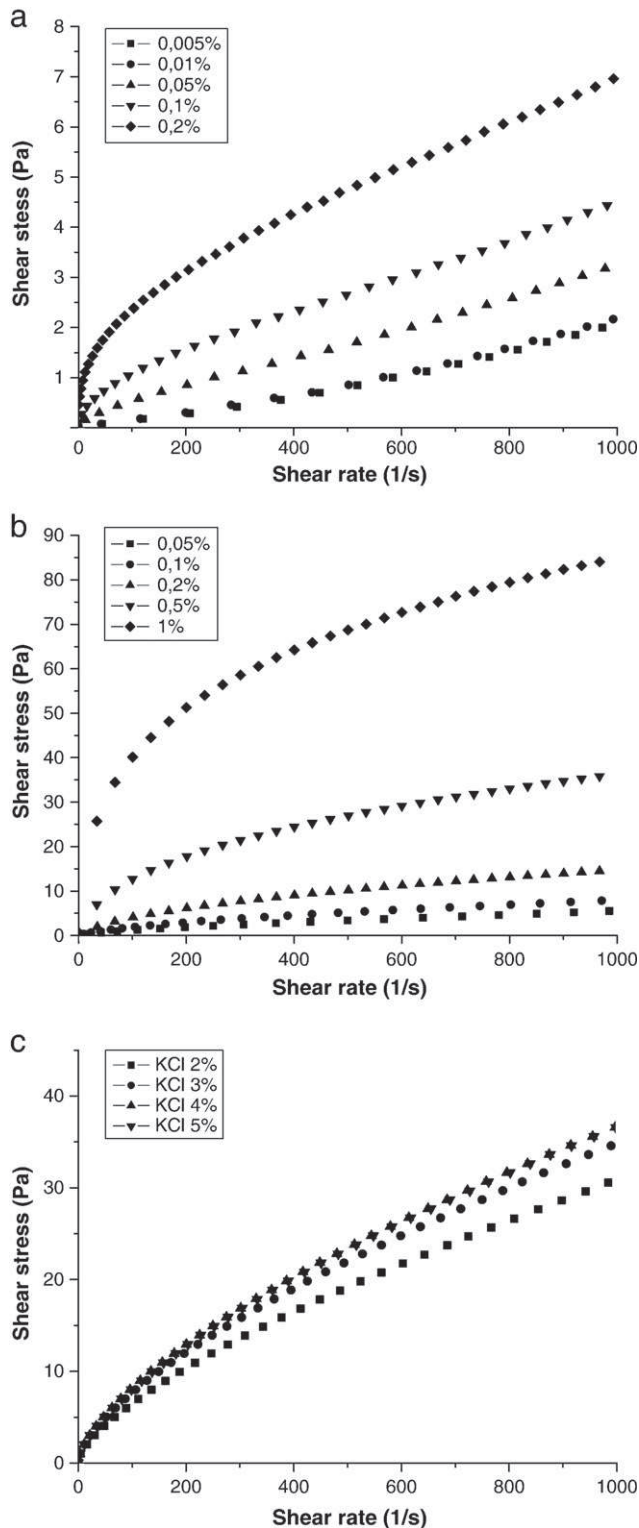 a
8
7
6
5
4
3
2
1
Shear stess (Pa)
0,005%
0,01%
0,05%
0,1%
0,2%
0 200 400 600 800 1000
Shear rate (1/s)
b
90
80
70
60
50
40
30
20
10
0
Shear stress (Pa)
0,05%
0,1%
0,2%
0,5%
1%
0 200 400 600 800 1000
Shear rate (1/s)
c
40
30
20
10
0
Shear stress (Pa)
KCl 2%
KCl 3%
KCl 4%
KCl 5%
0 200 400 600 800 1000
Shear rate (1/s)